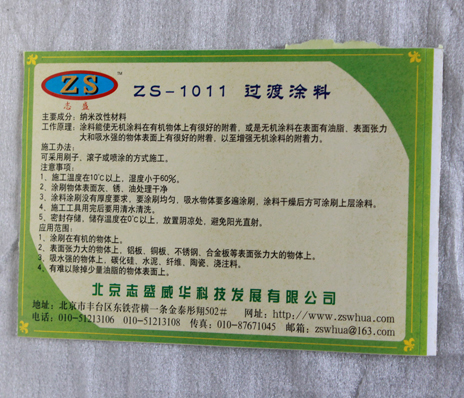 ZS™
志盛
ZS-1011 过渡涂料
主要成分：纳米改性材料
工作原理：涂料能使无机涂料在有机物体上有很好的附着，或是无机涂料在表面有油脂、表面张力
大和吸水强的物体表面上有很好的附着，以至增强无机涂料的附着力。
施工办法：
可采用刷子、滚子或喷涂的方式施工。
注意事项：
1、施工温度在10℃以上，湿度小于60%。
2、涂刷物体表面灰、锈、油处理干净
3、涂料涂刷没有厚度要求，要涂刷均匀，吸水物体要多遍涂刷，涂料干燥后方可涂刷上层涂料。
4、施工工具用完后要用清水清洗。
5、密封存储，储存温度在0℃以上，放置阴凉处，避免阳光直射。
应用范围：
1、涂刷在有机的物体上。
2、表面张力大的物体上，铝板、铜板、不锈钢、合金板等表面张力大的物体上。
3、吸水强的物体上，碳化硅、水泥、纤维、陶瓷、浇注料。
4、有难以除掉少量油脂的物体表面上。
北京志盛威华科技发展有限公司
地址：北京市丰台区东铁营横一条金泰彤翔502# 网址：http://www.zswhua.com
电话：010-51213106 010-51213108 传真：010-87671045 邮箱：zswhua@163.com